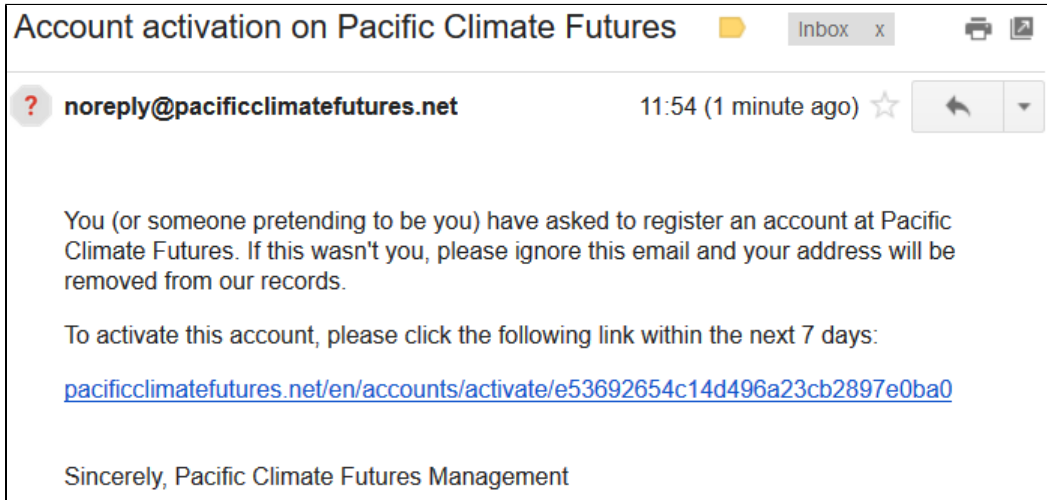 Account activation on Pacific Climate Futures Inbox x
? noreply@pacificclimatefutures.net 11:54 (1 minute ago)
You (or someone pretending to be you) have asked to register an account at Pacific
Climate Futures. If this wasn't you, please ignore this email and your address will be
removed from our records.
To activate this account, please click the following link within the next 7 days:
pacificclimatefutures.net/en/accounts/activate/e53692654c14d496a23cb2897e0ba0
Sincerely, Pacific Climate Futures Management